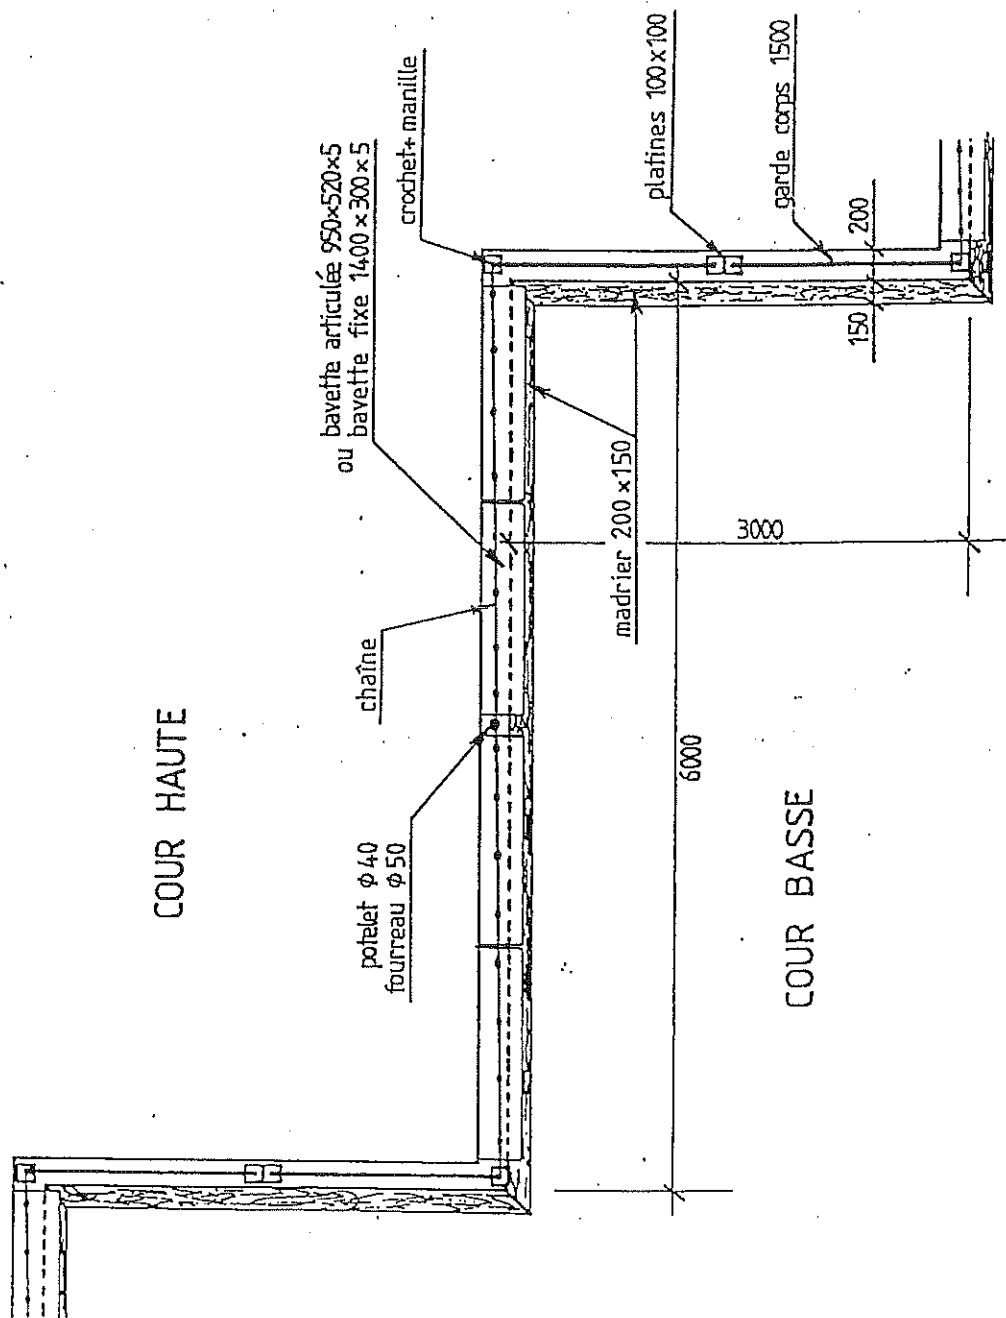 COUR HAUTE
bavette articulée 950x520x5
ou bavette fixe 1400x300x5
crochet+manille
platines 100x100
garde corps 1500
200
150
chaîne
potelet ϕ40
fourreau ϕ50
madrier 200x150
3000
6000
COUR BASSE